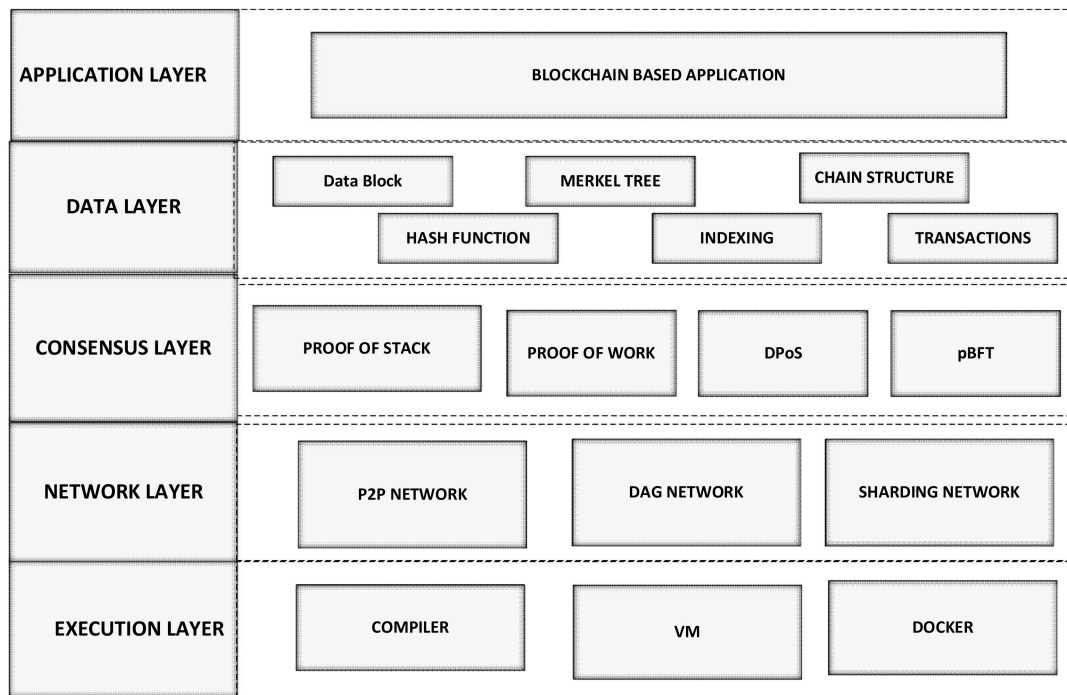 APPLICATION LAYER
BLOCKCHAIN BASED APPLICATION
DATA LAYER
Data Block
MERKEL TREE
CHAIN STRUCTURE
HASH FUNCTION
INDEXING
TRANSACTIONS
CONSENSUS LAYER
PROOF OF STACK
PROOF OF WORK
DPoS
pBFT
NETWORK LAYER
P2P NETWORK
DAG NETWORK
SHARDING NETWORK
EXECUTION LAYER
COMPILER
VM
DOCKER